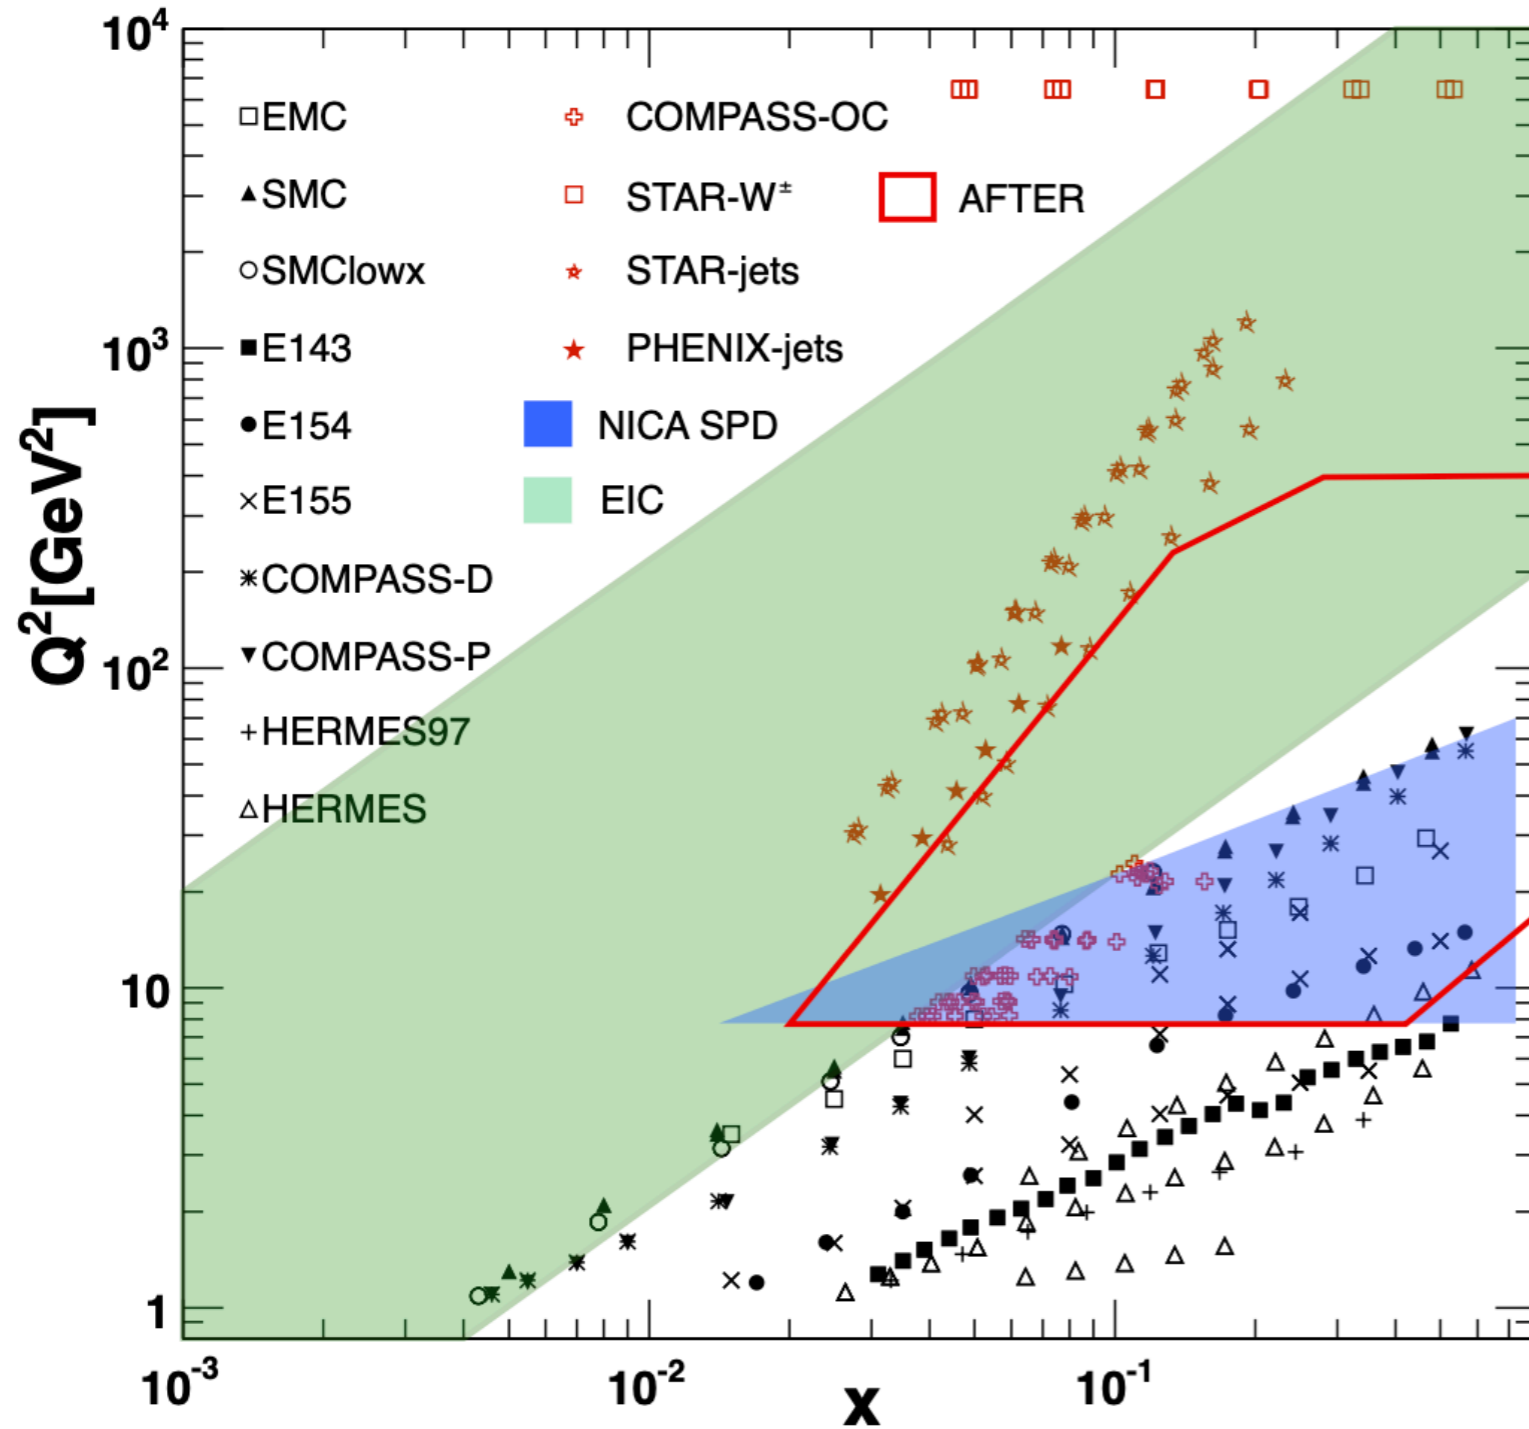 10⁴
EMC
COMPASS-OC
SMC
STAR-W±
AFTER
SMClowx
STAR-jets
10³
E143
PHENIX-jets
E154
NICA SPD
E155
EIC
COMPASS-D
Q²[GeV²]
COMPASS-P
10²
HERMES97
HERMES
10
1
10⁻³
10⁻²
10⁻¹
x